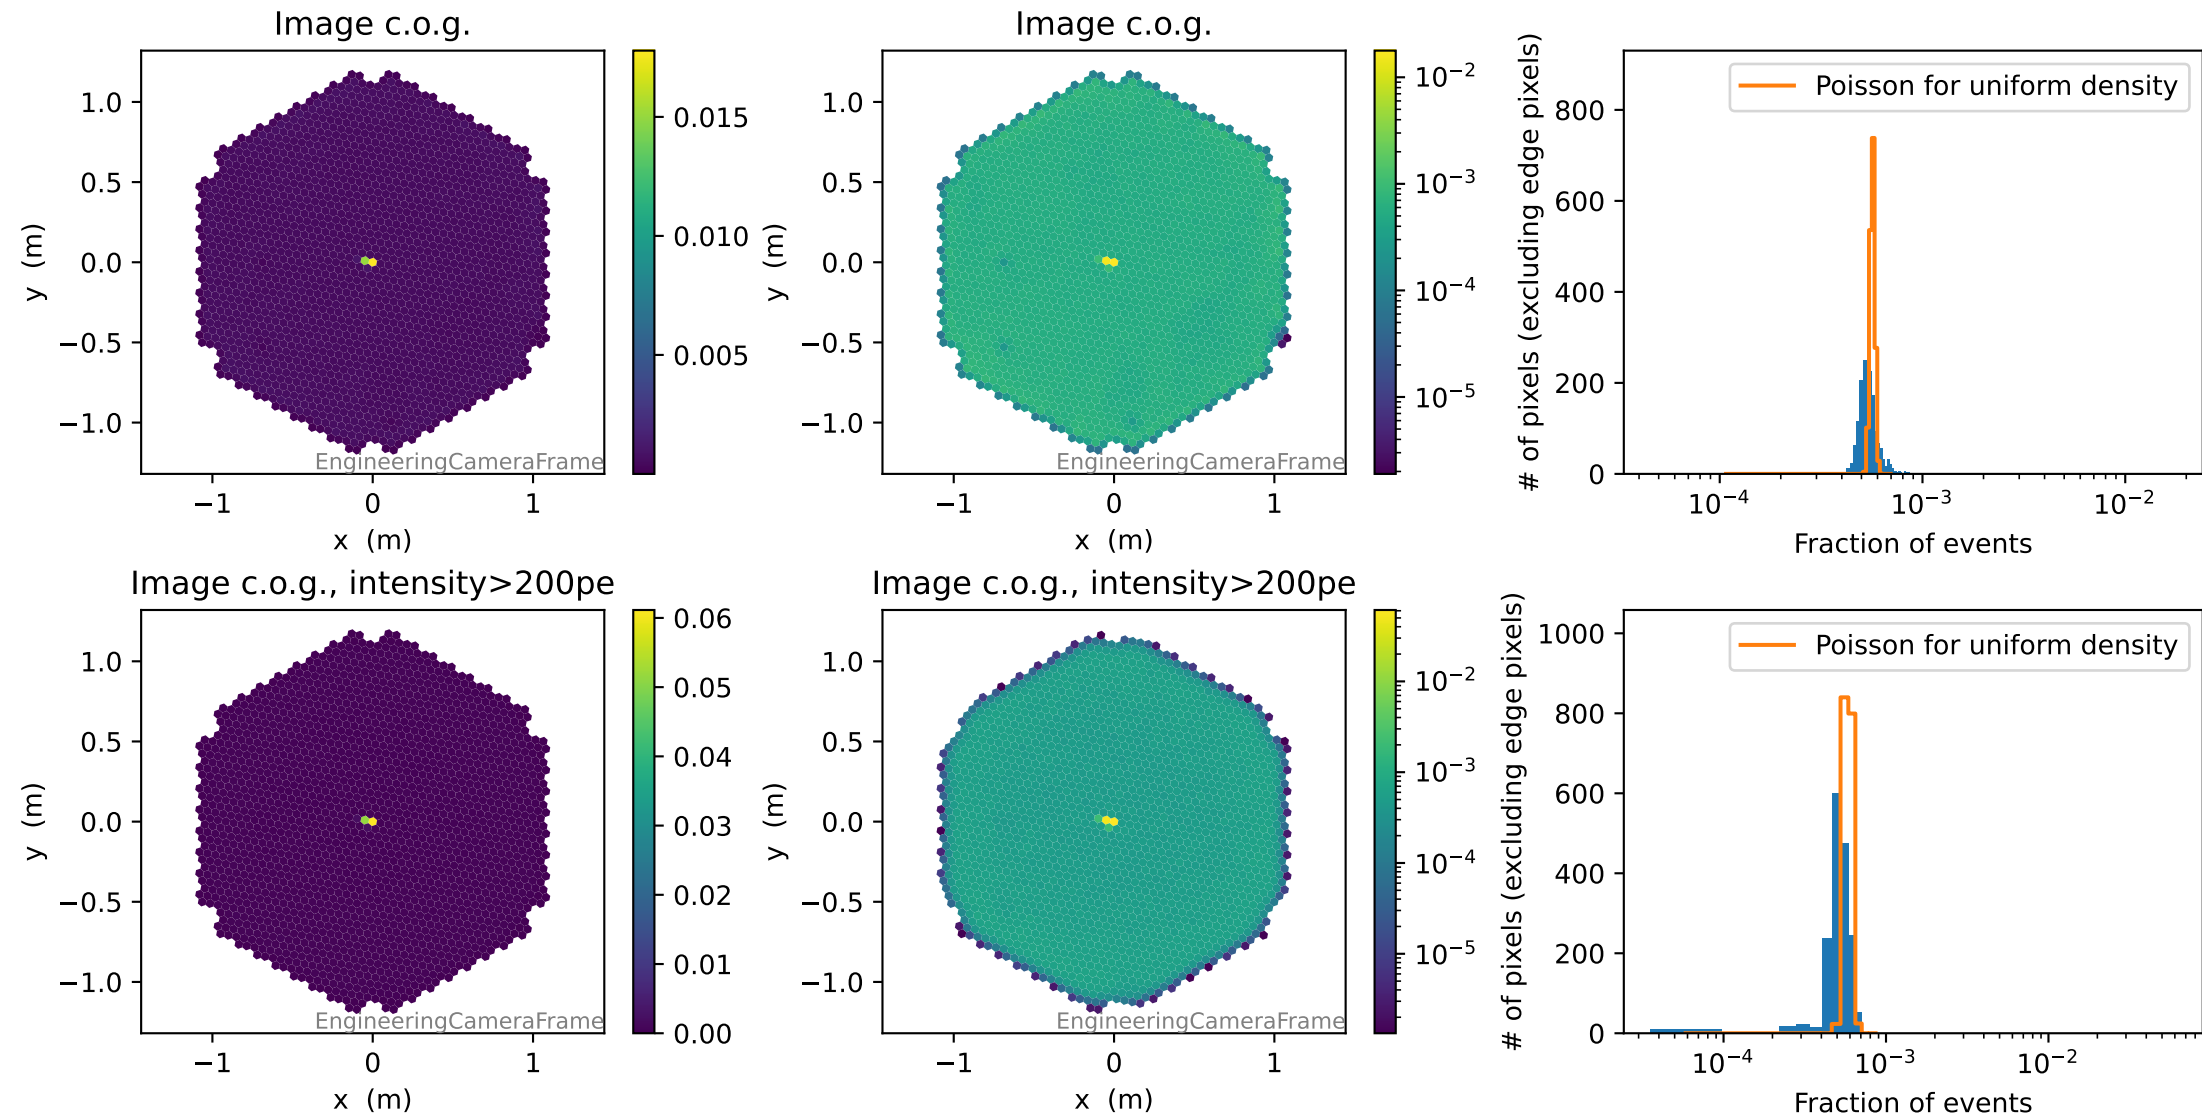 Image c.o.g.
1.0
0.5
0.0
−0.5
−1.0
y (m)
−1 0 1
x (m)
EngineeringCameraFrame
0.015
0.010
0.005
Image c.o.g.
1.0
0.5
0.0
−0.5
−1.0
y (m)
−1 0 1
x (m)
EngineeringCameraFrame
10⁻²
10⁻³
10⁻⁴
10⁻⁵
Poisson for uniform density
# of pixels (excluding edge pixels)
800
600
400
200
0
10⁻⁴ 10⁻³ 10⁻²
Fraction of events
Image c.o.g., intensity>200pe
1.0
0.5
0.0
−0.5
−1.0
y (m)
−1 0 1
x (m)
EngineeringCameraFrame
0.06
0.05
0.04
0.03
0.02
0.01
0.00
Image c.o.g., intensity>200pe
1.0
0.5
0.0
−0.5
−1.0
y (m)
−1 0 1
x (m)
EngineeringCameraFrame
10⁻²
10⁻³
10⁻⁴
10⁻⁵
Poisson for uniform density
# of pixels (excluding edge pixels)
1000
800
600
400
200
0
10⁻⁴ 10⁻³ 10⁻²
Fraction of events